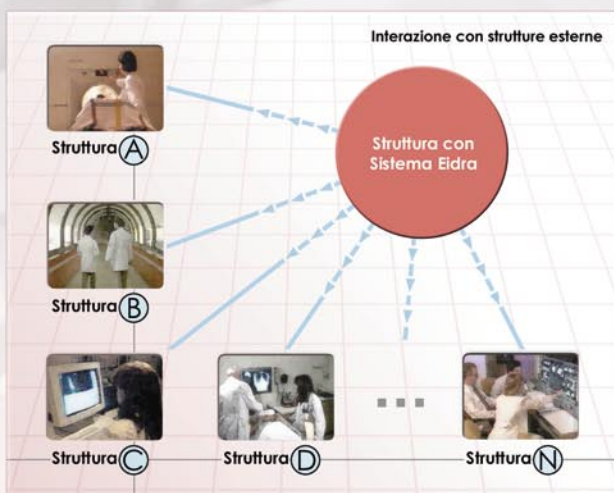 Interazione con strutture esterne
Struttura con
Sistema Eidra
Struttura A
Struttura B
Struttura C
Struttura D
...
Struttura N